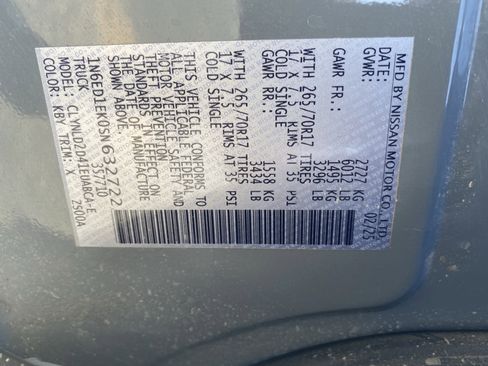 MFD BY NISSAN MOTOR CO., LTD.
DATE: 02/25
GVWR: 2727 KG
6012 LB
GAWR FR: 1495 KG
3296 LB
WITH 265/70R17 TIRES
17 X 7.5 RIMS AT 35 PSI
COLD SINGLE
GAWR RR: 1558 KG
3434 LB
WITH 265/70R17 TIRES
17 X 7.5 RIMS AT 35 PSI
COLD SINGLE
THIS VEHICLE CONFORMS TO
ALL APPLICABLE FEDERAL
MOTOR VEHICLE SAFETY AND
THEFT PREVENTION
STANDARDS IN EFFECT ON
THE DATE OF MANUFACTURE
SHOWN ABOVE. 35/710
1N6ED1EK0SN632722
TRUCK
COLOR: KBY TRIM: X 2500A